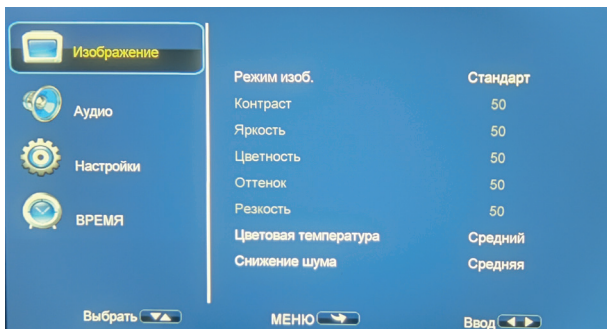 Изображение
Аудио
Настройки
ВРЕМЯ
Режим изоб. Стандарт
Контраст 50
Яркость 50
Цветность 50
Оттенок 50
Резкость 50
Цветовая температура Средний
Снижение шума Средняя
Выбрать МЕНЮ Ввод